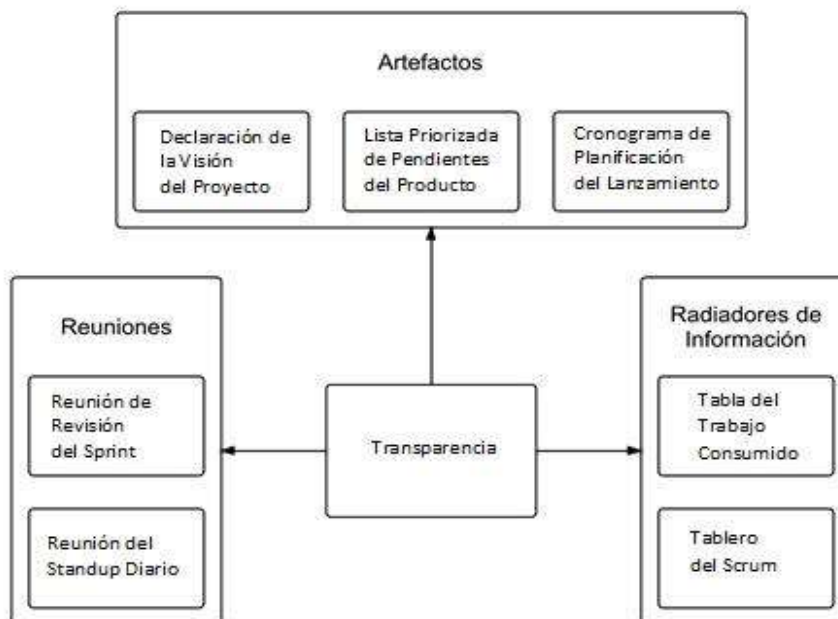 Artefactos
Declaración de
la Visión
del Proyecto
Lista Priorizada
de Pendientes
del Producto
Cronograma de
Planificación
del Lanzamiento
Reuniones
Reunión de
Revisión
del Sprint
Reunión del
Standup Diario
Transparencia
Radiadores de
Información
Tabla del
Trabajo
Consumido
Tablero
del Scrum